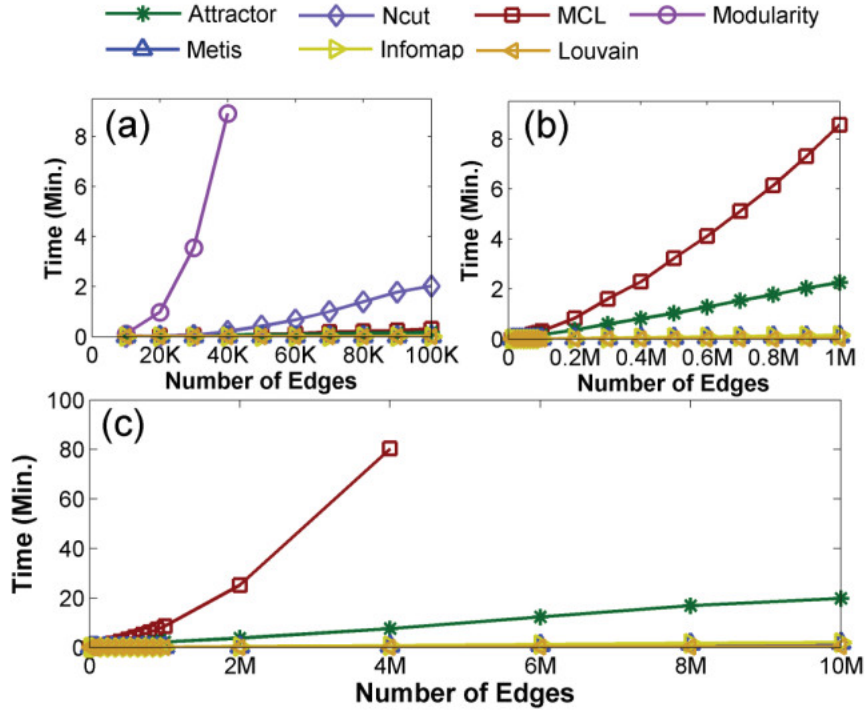 Attractor Ncut MCL Modularity
Metis Infomap Louvain
(a)
Time (Min.)
8
6
4
2
0
0 20K 40K 60K 80K 100K
Number of Edges
(b)
Time (Min.)
8
6
4
2
0
0 0.2M 0.4M 0.6M 0.8M 1M
Number of Edges
(c)
Time (Min.)
100
80
60
40
20
0
0 2M 4M 6M 8M 10M
Number of Edges